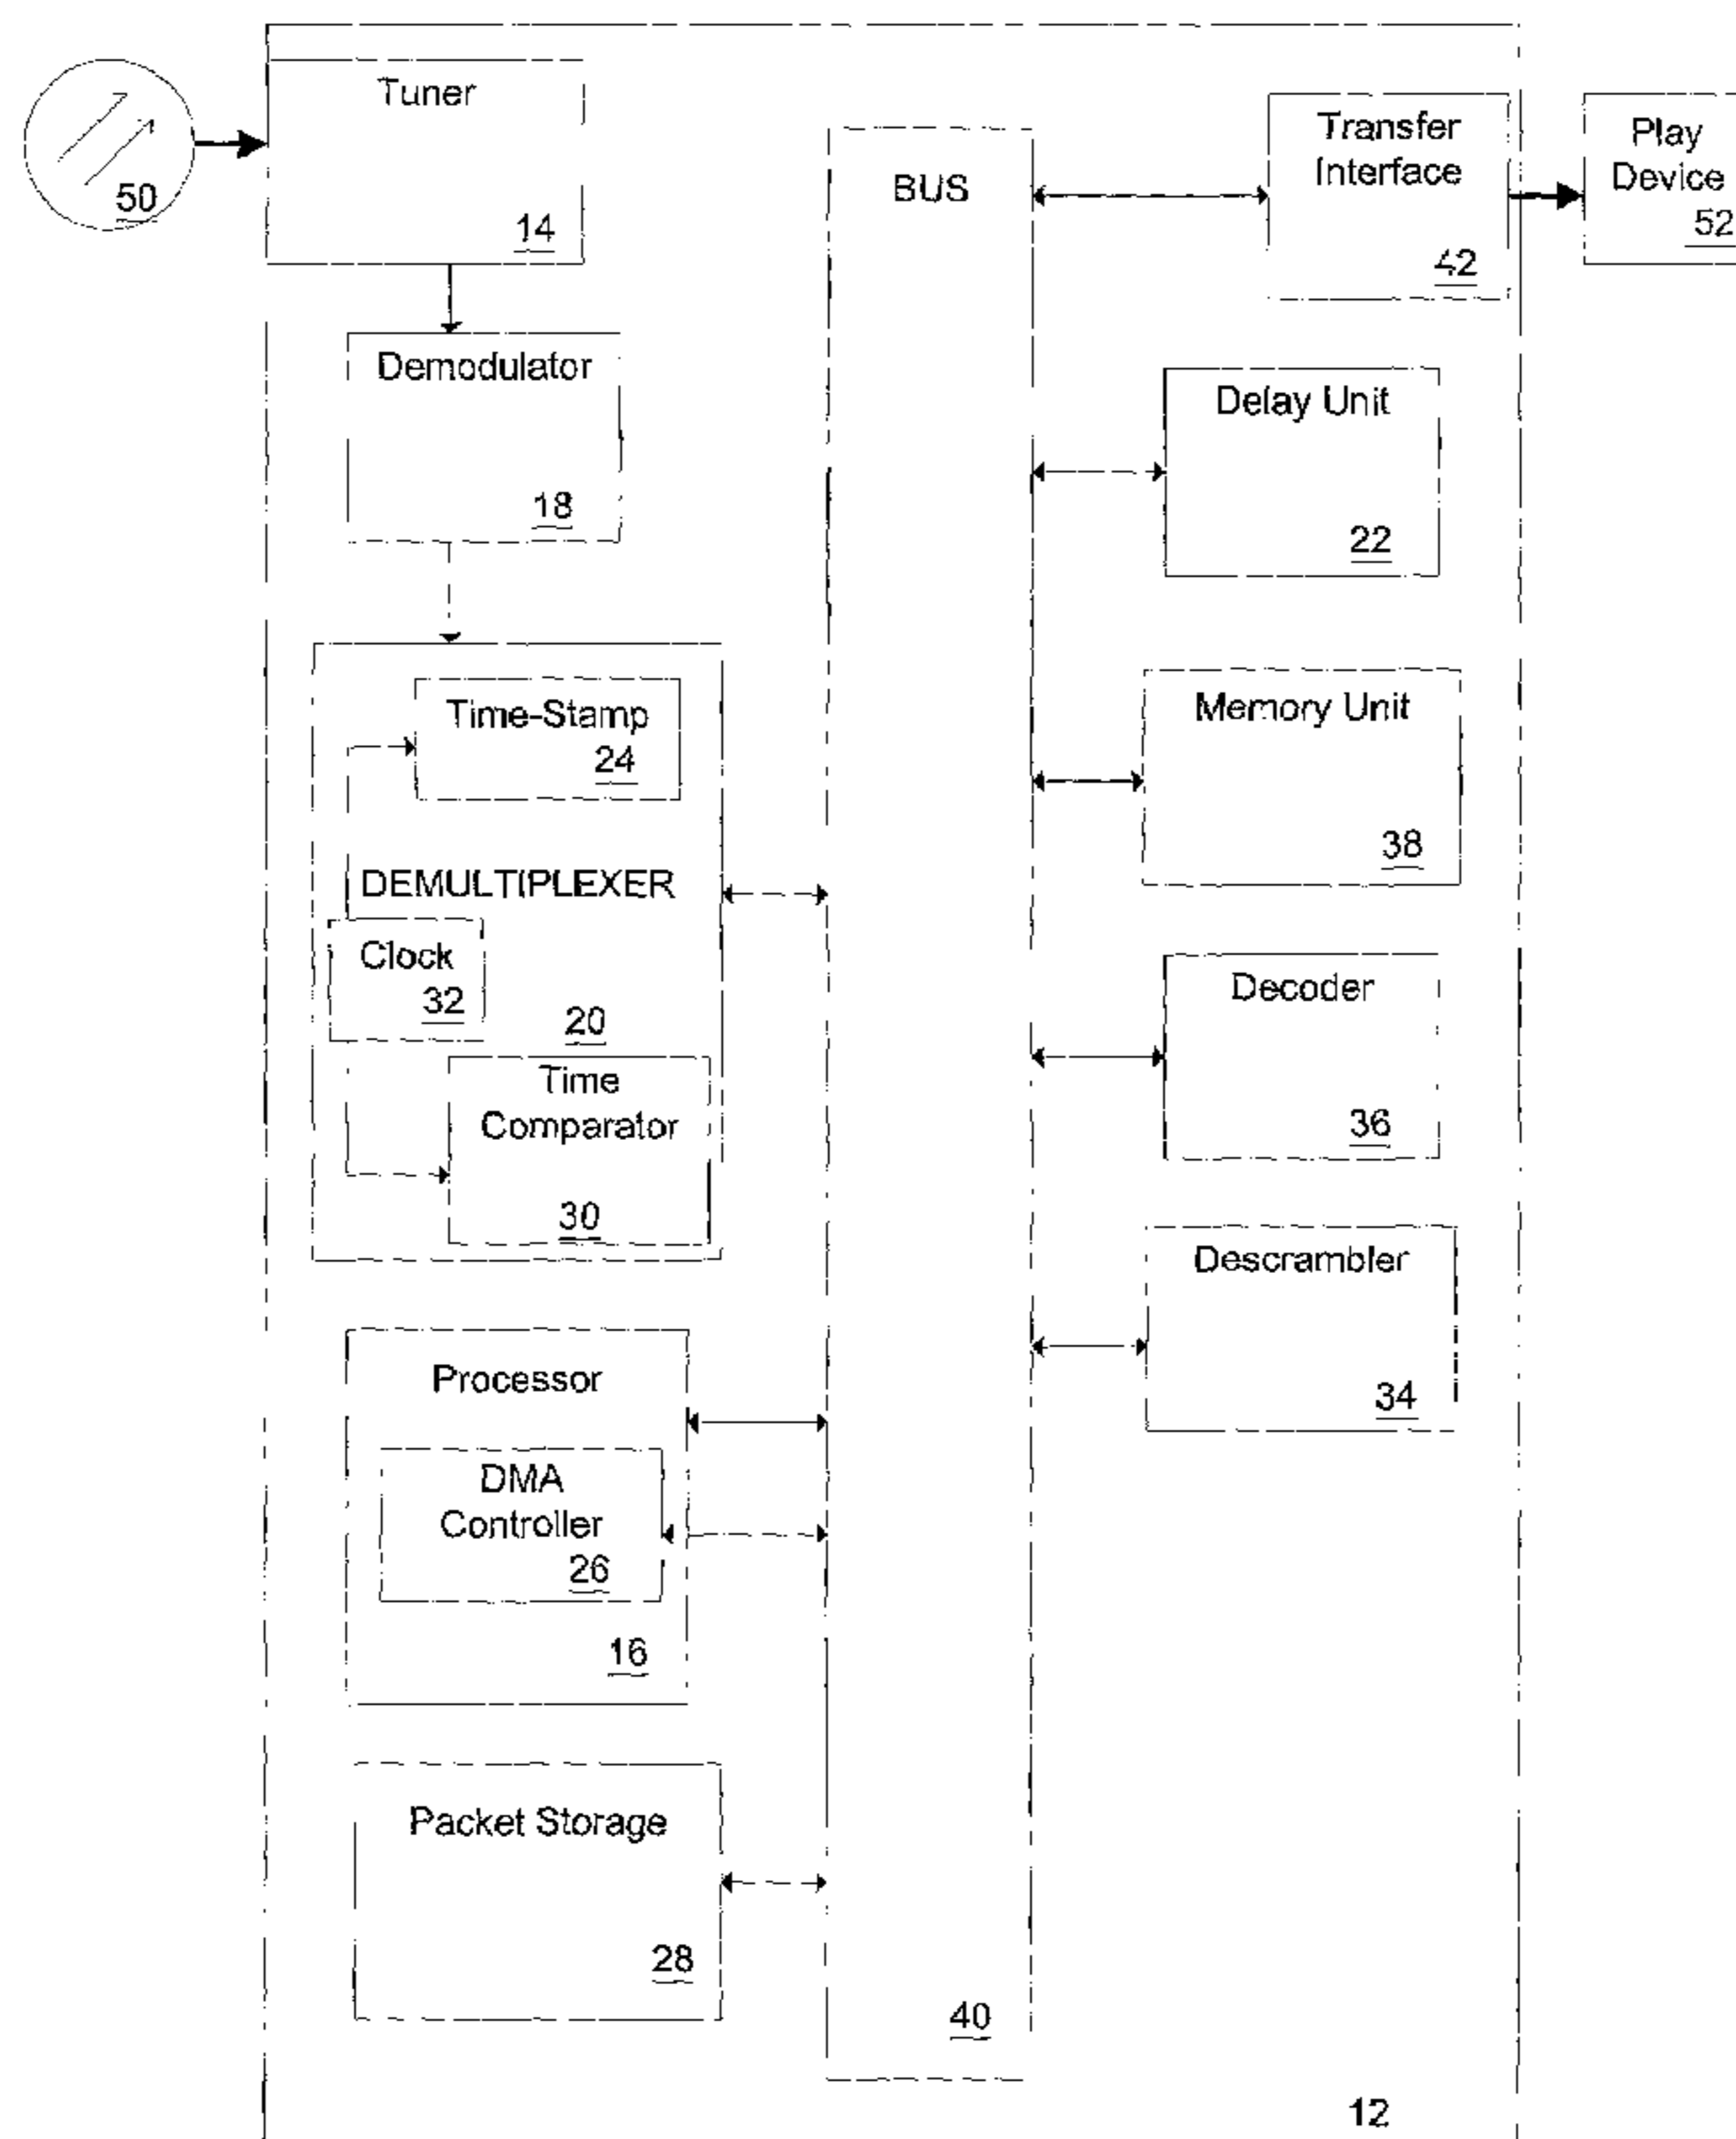 Tuner
14
50
Demodulator
18
Time-Stamp
24
DEMULTIPLEXER
Clock
32
20
Time
Comparator
30
Processor
DMA
Controller
26
16
Packet Storage
28
BUS
40
Transfer
Interface
42
Play
Device
52
Delay Unit
22
Memory Unit
38
Decoder
36
Descrambler
34
12